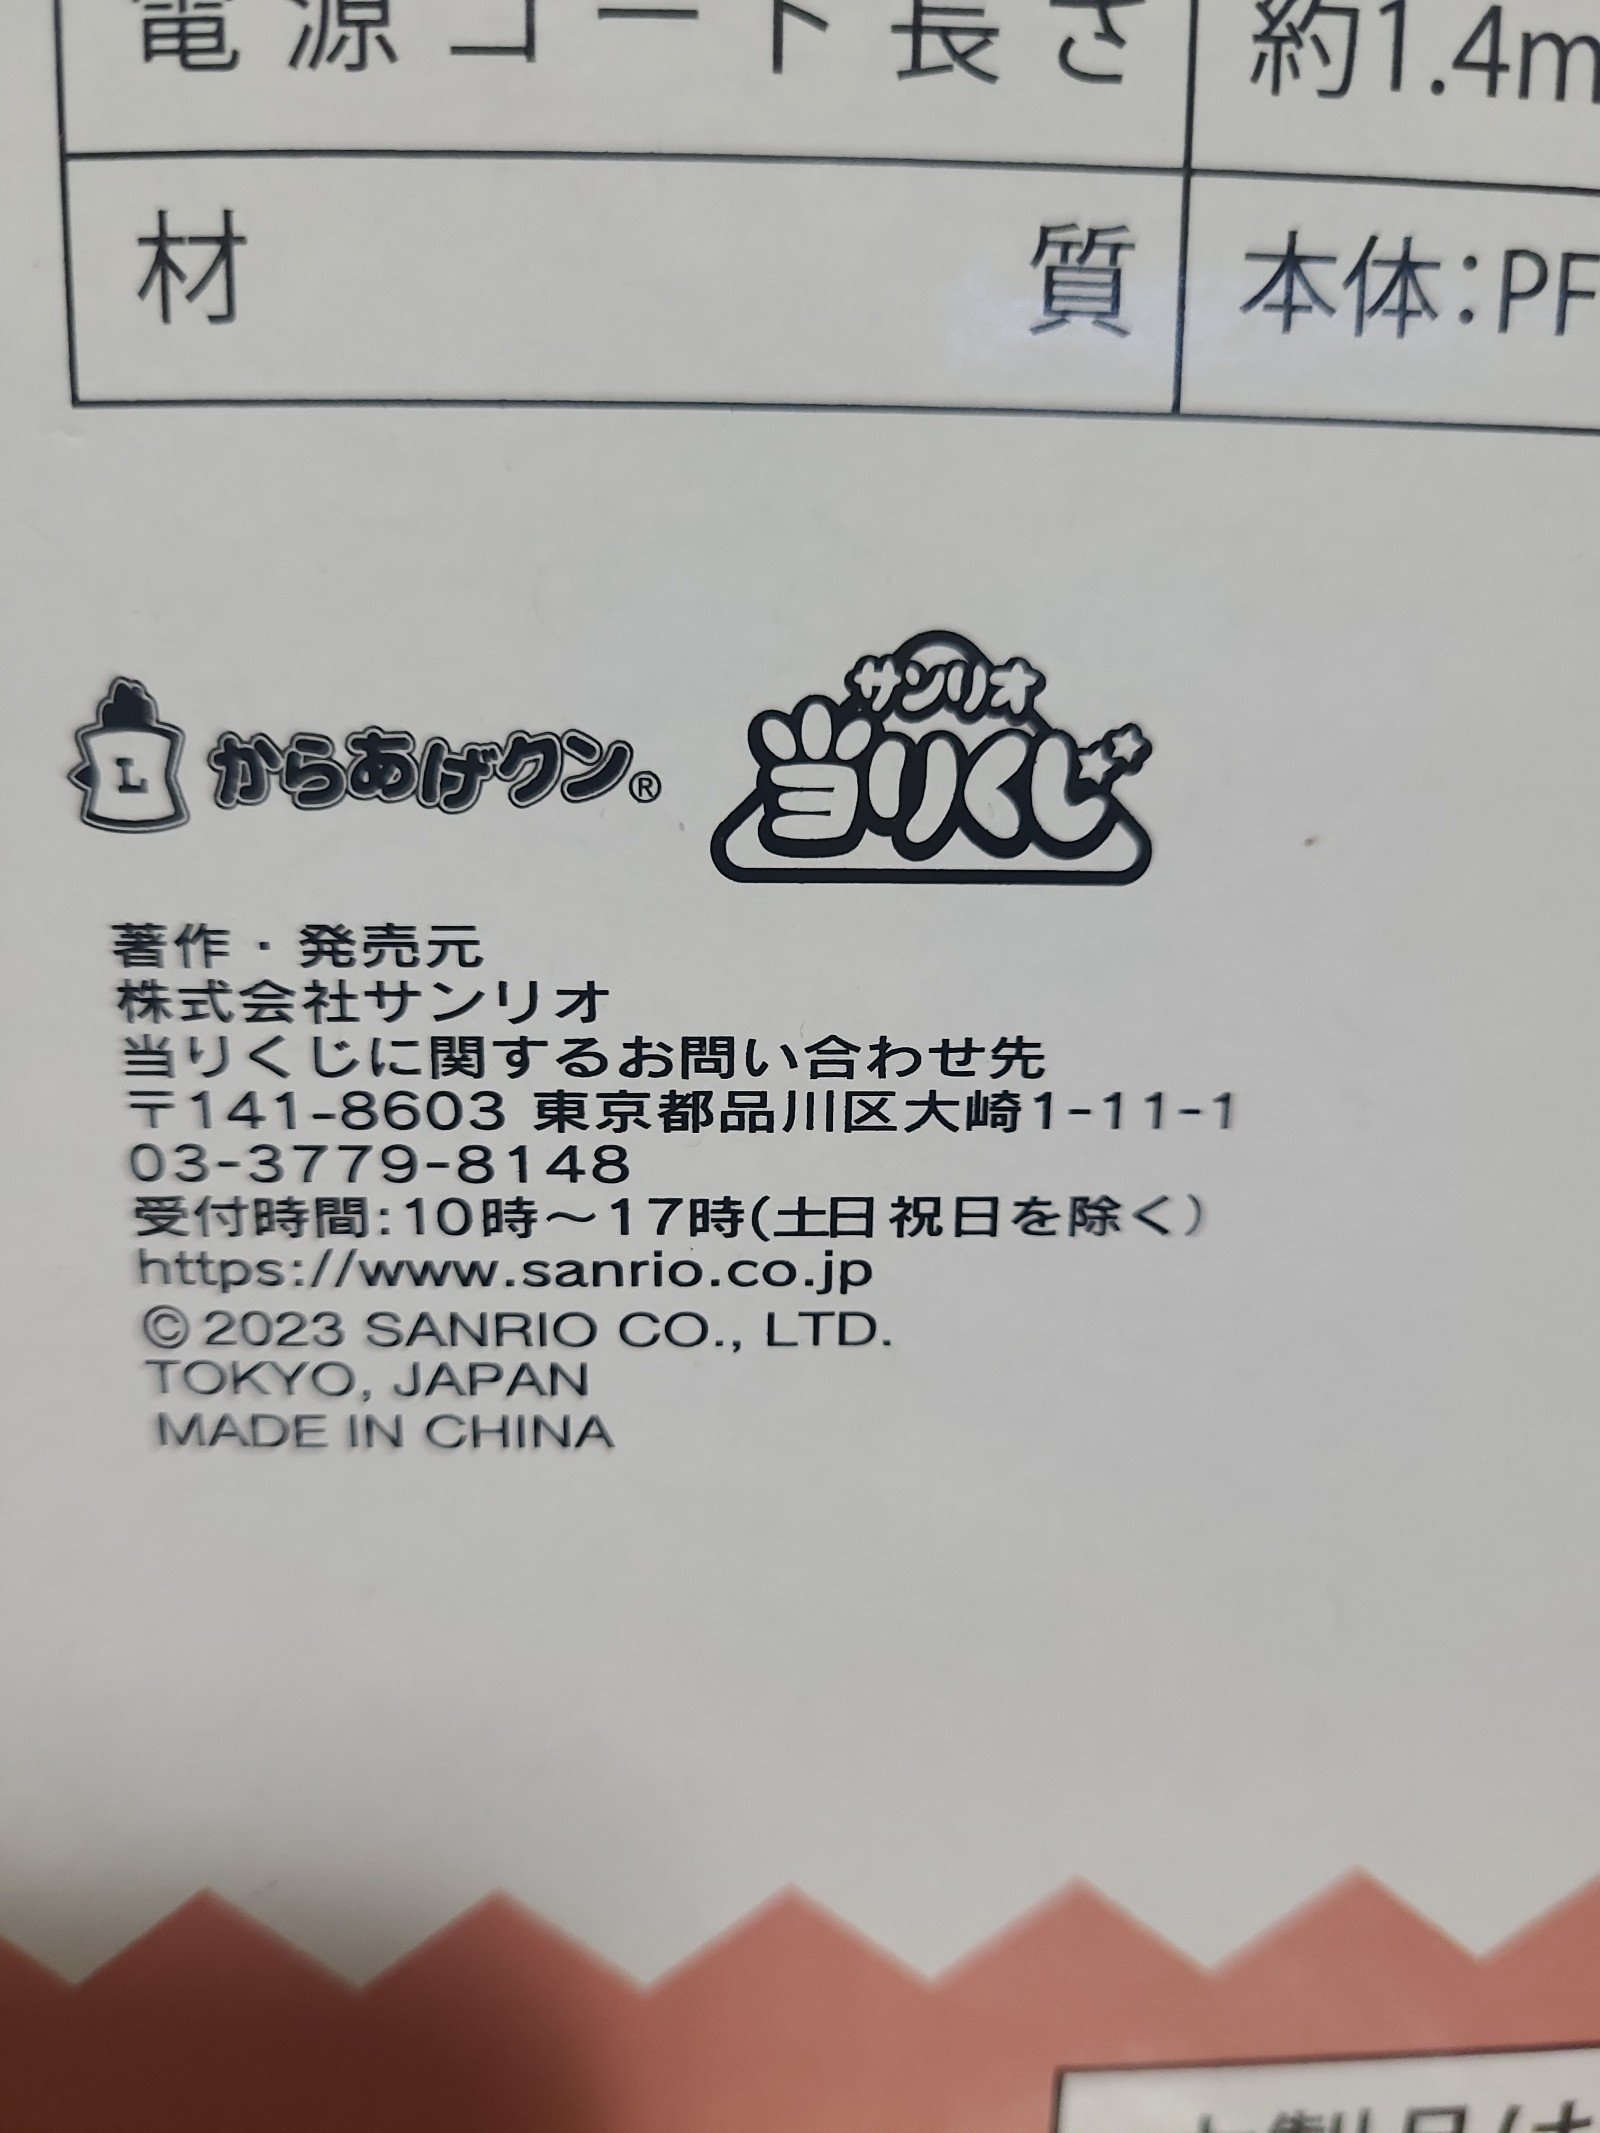 電源コード長さ 約1.4m
材質 本体:PF
L からあげクン®
サンリオ
当りくじ
著作・発売元
株式会社サンリオ
当りくじに関するお問い合わせ先
〒141-8603 東京都品川区大崎1-11-1
03-3779-8148
受付時間:10時～17時(土日祝日を除く)
https://www.sanrio.co.jp
©2023 SANRIO CO., LTD.
TOKYO, JAPAN
MADE IN CHINA